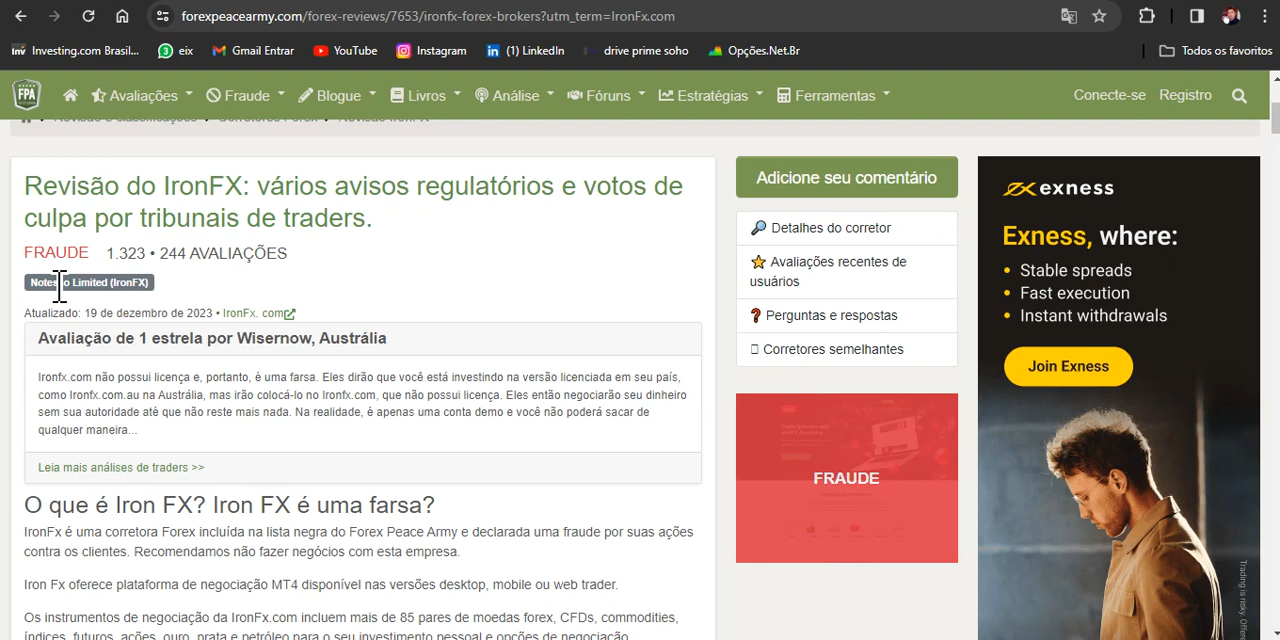 forexpeacearmy.com/forex-reviews/7653/ironfx-forex-brokers?utm_term=IronFx.com
inv Investing.com Brasil...
3 eix
Gmail Entrar
YouTube
Instagram
in (1) LinkedIn
drive prime soho
Opções.Net.Br
Todos os favoritos
FPA
Avaliações
Fraude
Blogue
Livros
Análise
Fóruns
Estratégias
Ferramentas
Conecte-se
Registro
Revisão do IronFX: vários avisos regulatórios e votos de
culpa por tribunais de traders.
FRAUDE 1.323 • 244 AVALIAÇÕES
Limited (IronFX)
Atualizado: 19 de dezembro de 2023 • IronFx. com
Avaliação de 1 estrela por Wisernow, Austrália
Ironfx.com não possui licença e, portanto, é uma farsa. Eles dirão que você está investindo na versão licenciada em seu país,
como Ironfx.com.au na Austrália, mas irão colocá-lo no Ironfx.com, que não possui licença. Eles então negociarão seu dinheiro
sem sua autoridade até que não reste mais nada. Na realidade, é apenas uma conta demo e você não poderá sacar de
qualquer maneira...
Leia mais análises de traders >>
O que é Iron FX? Iron FX é uma farsa?
IronFx é uma corretora Forex incluída na lista negra do Forex Peace Army e declarada uma fraude por suas ações
contra os clientes. Recomendamos não fazer negócios com esta empresa.
Iron Fx oferece plataforma de negociação MT4 disponível nas versões desktop, mobile ou web trader.
Os instrumentos de negociação da IronFx.com incluem mais de 85 pares de moedas forex, CFDs, commodities,
índices, futuros, ações, ouro, prata e petróleo para o seu investimento pessoal e opções de negociação.
Adicione seu comentário
Detalhes do corretor
Avaliações recentes de
usuários
Perguntas e respostas
Corretores semelhantes
FRAUDE
exness
Exness, where:
• Stable spreads
• Fast execution
• Instant withdrawals
Join Exness
Trading is risky.